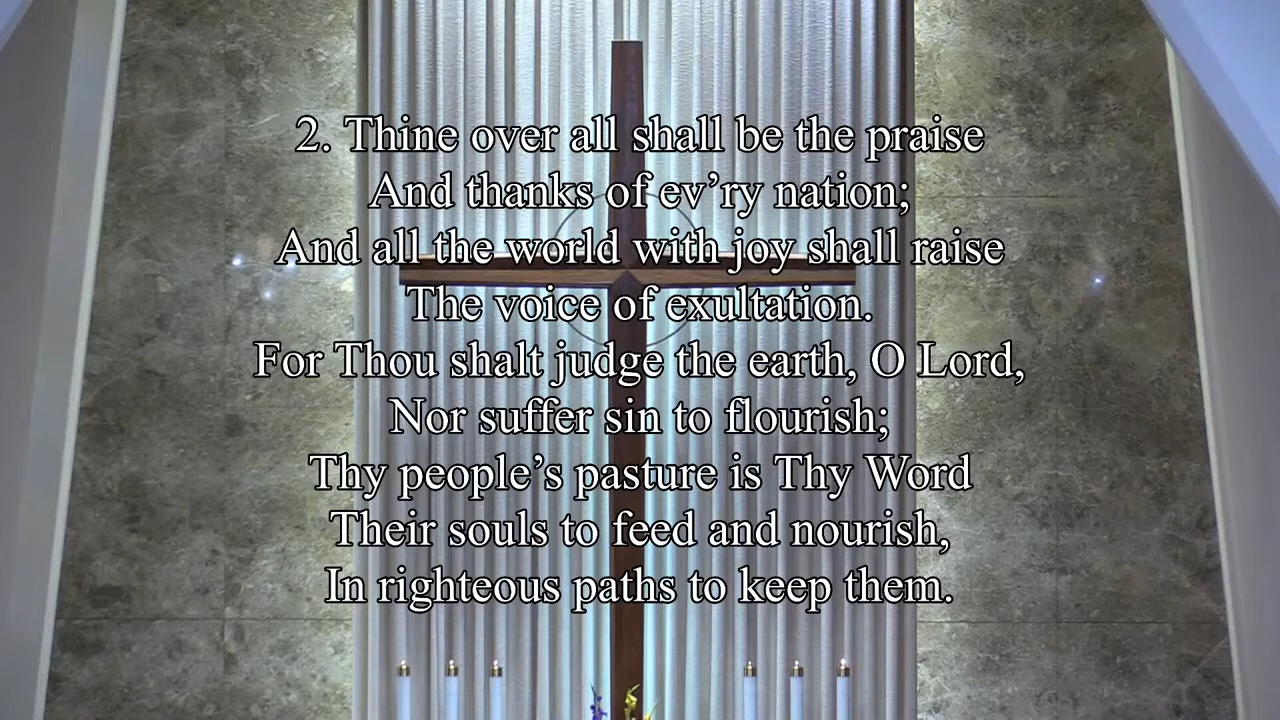 2. Thine over all shall be the praise
And thanks of ev’ry nation;
And all the world with joy shall raise
The voice of exultation.
For Thou shalt judge the earth, O Lord,
Nor suffer sin to flourish;
Thy people’s pasture is Thy Word
Their souls to feed and nourish,
In righteous paths to keep them.